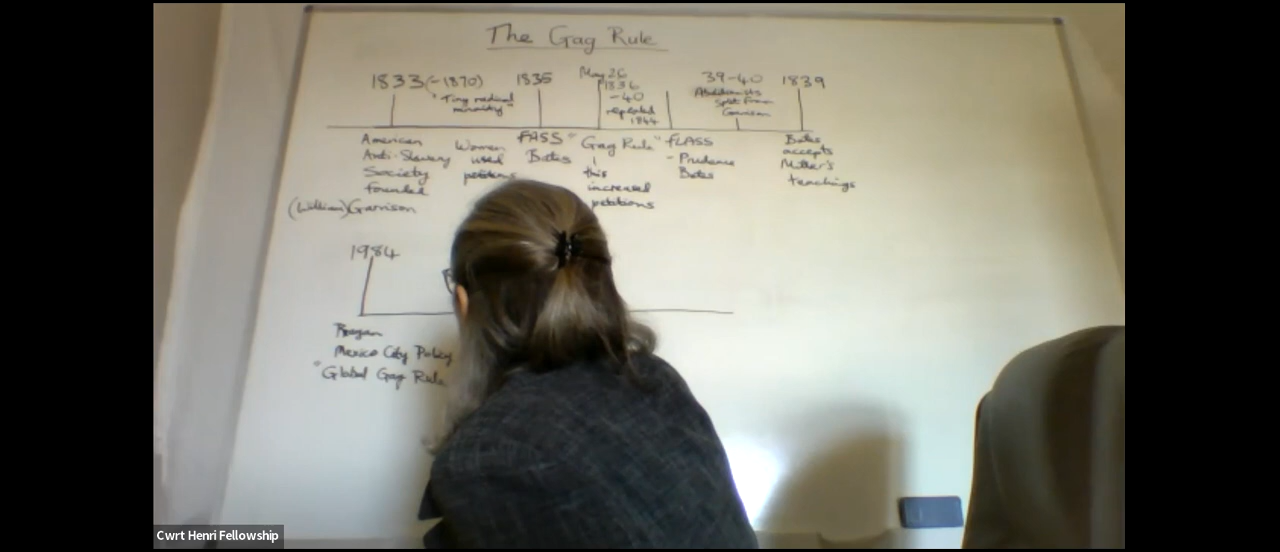 The Gag Rule
1833 (-1870)
"Tiny radical
minority"
1835
May 26
1836
-40
repealed
1844
39-40
Abolitionists
Split From
Garrison
1839
American
Anti-Slavery
Society
founded
(William) Garrison
Women
used
petitions
FASS
Bates
"Gag Rule"
this
increased
petitions
FLASS
- Prudence
Bates
Bates
accepts
Miller's
teachings
1984
Reagan
Mexico City Policy
"Global Gag Rule
Cwrt Henri Fellowship